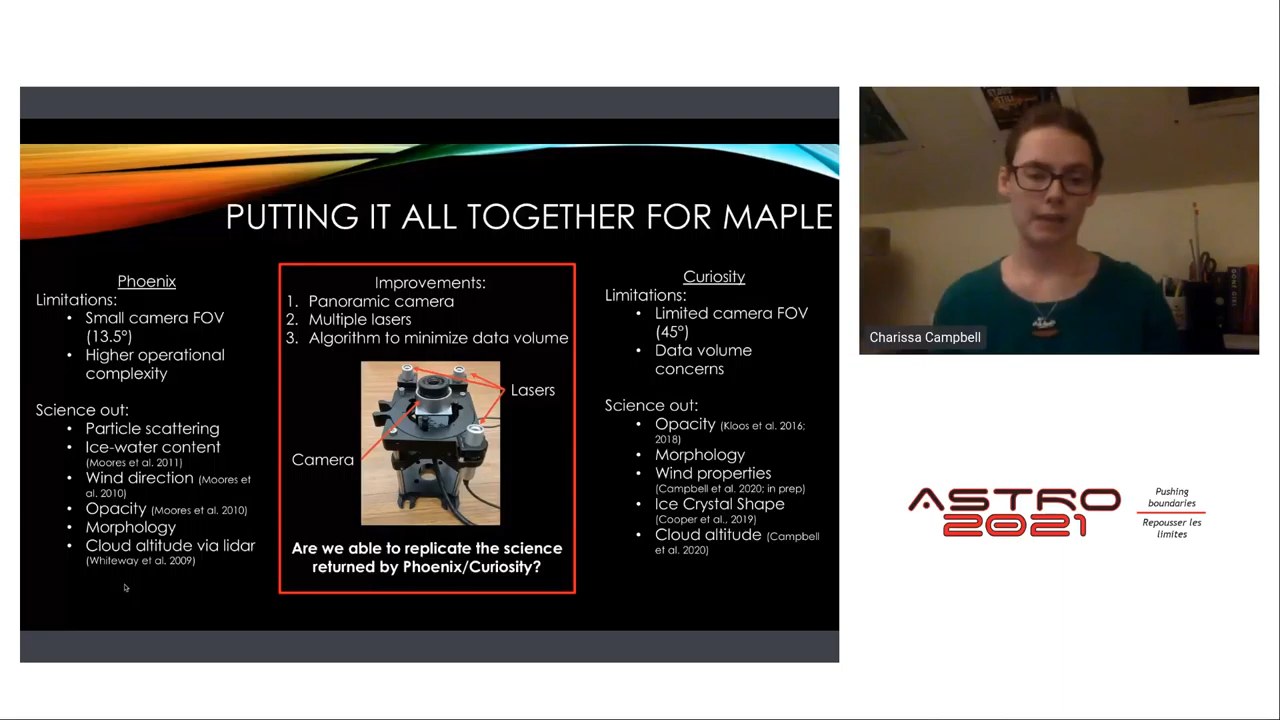 PUTTING IT ALL TOGETHER FOR MAPLE
Phoenix
Limitations:
• Small camera FOV
(13.5°)
• Higher operational
complexity
Science out:
• Particle scattering
• Ice-water content
(Moores et al. 2011)
• Wind direction (Moores et
al. 2010)
• Opacity (Moores et al. 2010)
• Morphology
• Cloud altitude via lidar
(Whiteway et al. 2009)
Improvements:
1. Panoramic camera
2. Multiple lasers
3. Algorithm to minimize data volume
Lasers
Camera
Are we able to replicate the science
returned by Phoenix/Curiosity?
Curiosity
Limitations:
• Limited camera FOV
(45°)
• Data volume
concerns
Science out:
• Opacity (Kloos et al. 2016;
2018)
• Morphology
• Wind properties
(Campbell et al. 2020; in prep)
• Ice Crystal Shape
(Cooper et al., 2019)
• Cloud altitude (Campbell
et al. 2020)
Charissa Campbell
ASTRO
2021
Pushing
boundaries
Repousser les
limites